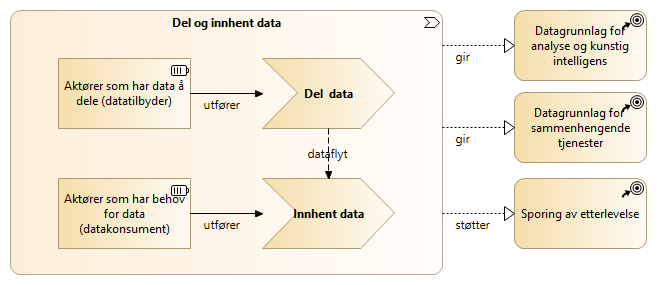 Del og innhent data
Aktører som har data å
dele (datatilbyder)
utfører
Del  data
dataflyt
Aktører som har behov
for data
(datakonsument)
utfører
Innhent data
gir
Datagrunnlag for
analyse og kunstig
intelligens
gir
Datagrunnlag for
sammenhengende
tjenester
støtter
Sporing av etterlevelse